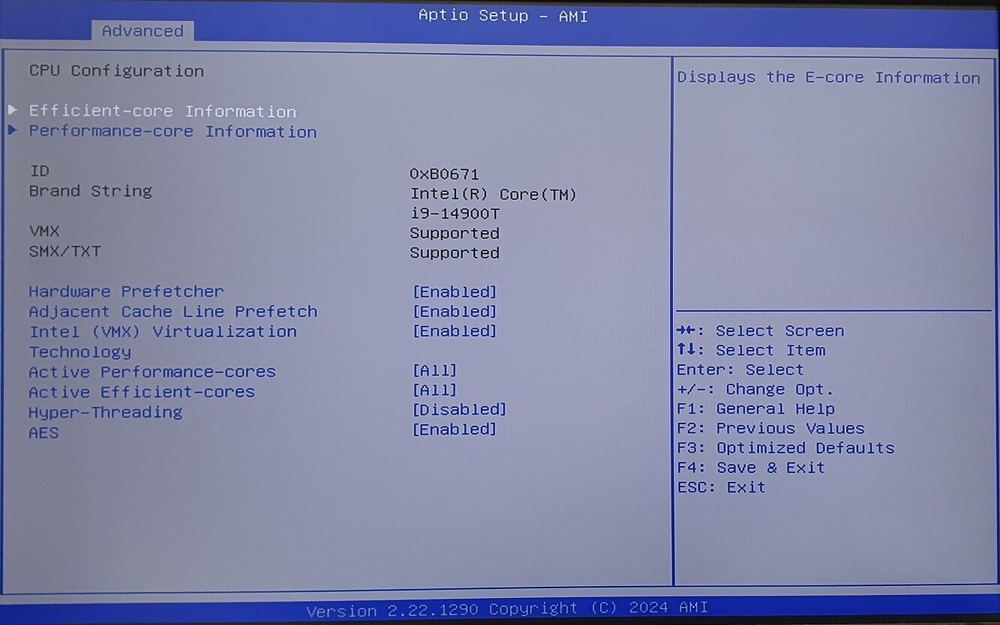 Aptio Setup - AMI
Advanced
CPU Configuration
Efficient-core Information
Performance-core Information
ID 0xB0671
Brand String Intel(R) Core(TM)
i9-14900T
VMX Supported
SMX/TXT Supported
Hardware Prefetcher [Enabled]
Adjacent Cache Line Prefetch [Enabled]
Intel (VMX) Virtualization [Enabled]
Technology
Active Performance-cores [All]
Active Efficient-cores [All]
Hyper-Threading [Disabled]
AES [Enabled]
Displays the E-core Information
→←: Select Screen
↑↓: Select Item
Enter: Select
+/-: Change Opt.
F1: General Help
F2: Previous Values
F3: Optimized Defaults
F4: Save & Exit
ESC: Exit
Version 2.22.1290 Copyright (C) 2024 AMI